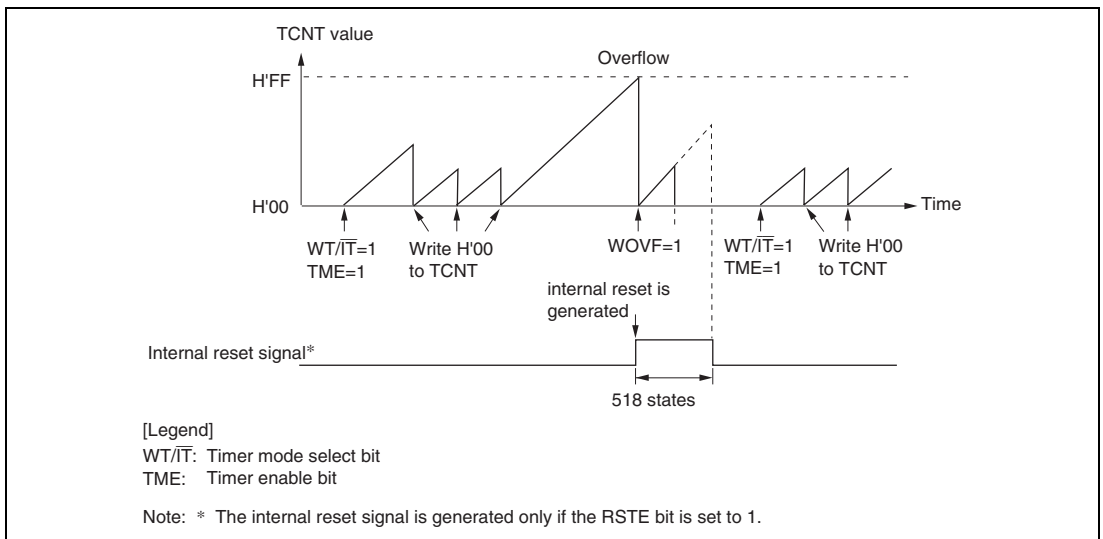 TCNT value
Overflow
H'FF
H'00
Time
WT/I̅T̅=1
TME=1
Write H'00
to TCNT
WOVF=1
WT/I̅T̅=1
TME=1
Write H'00
to TCNT
internal reset is
generated
Internal reset signal*
518 states
[Legend]
WT/I̅T̅: Timer mode select bit
TME: Timer enable bit
Note: * The internal reset signal is generated only if the RSTE bit is set to 1.